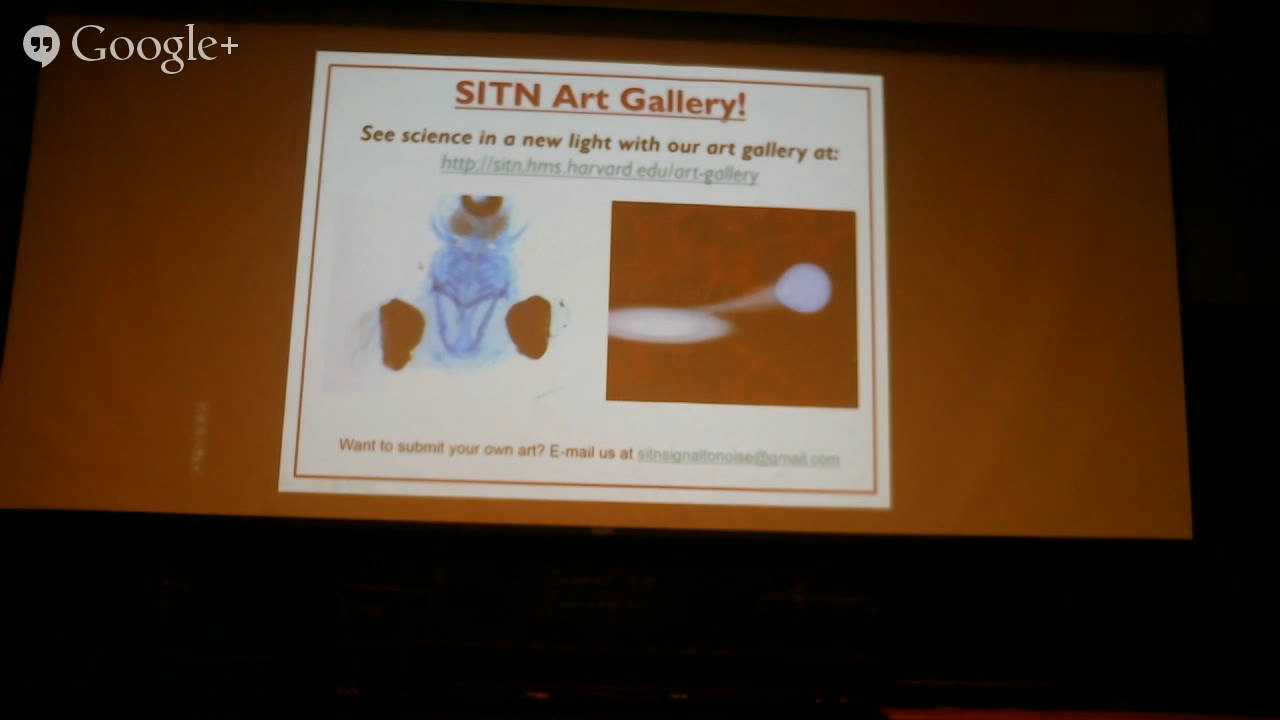 Google+
SITN Art Gallery!
See science in a new light with our art gallery at:
http://sitn.hms.harvard.edu/art-gallery
Want to submit your own art? E-mail us at sitnsignaltonoise@gmail.com